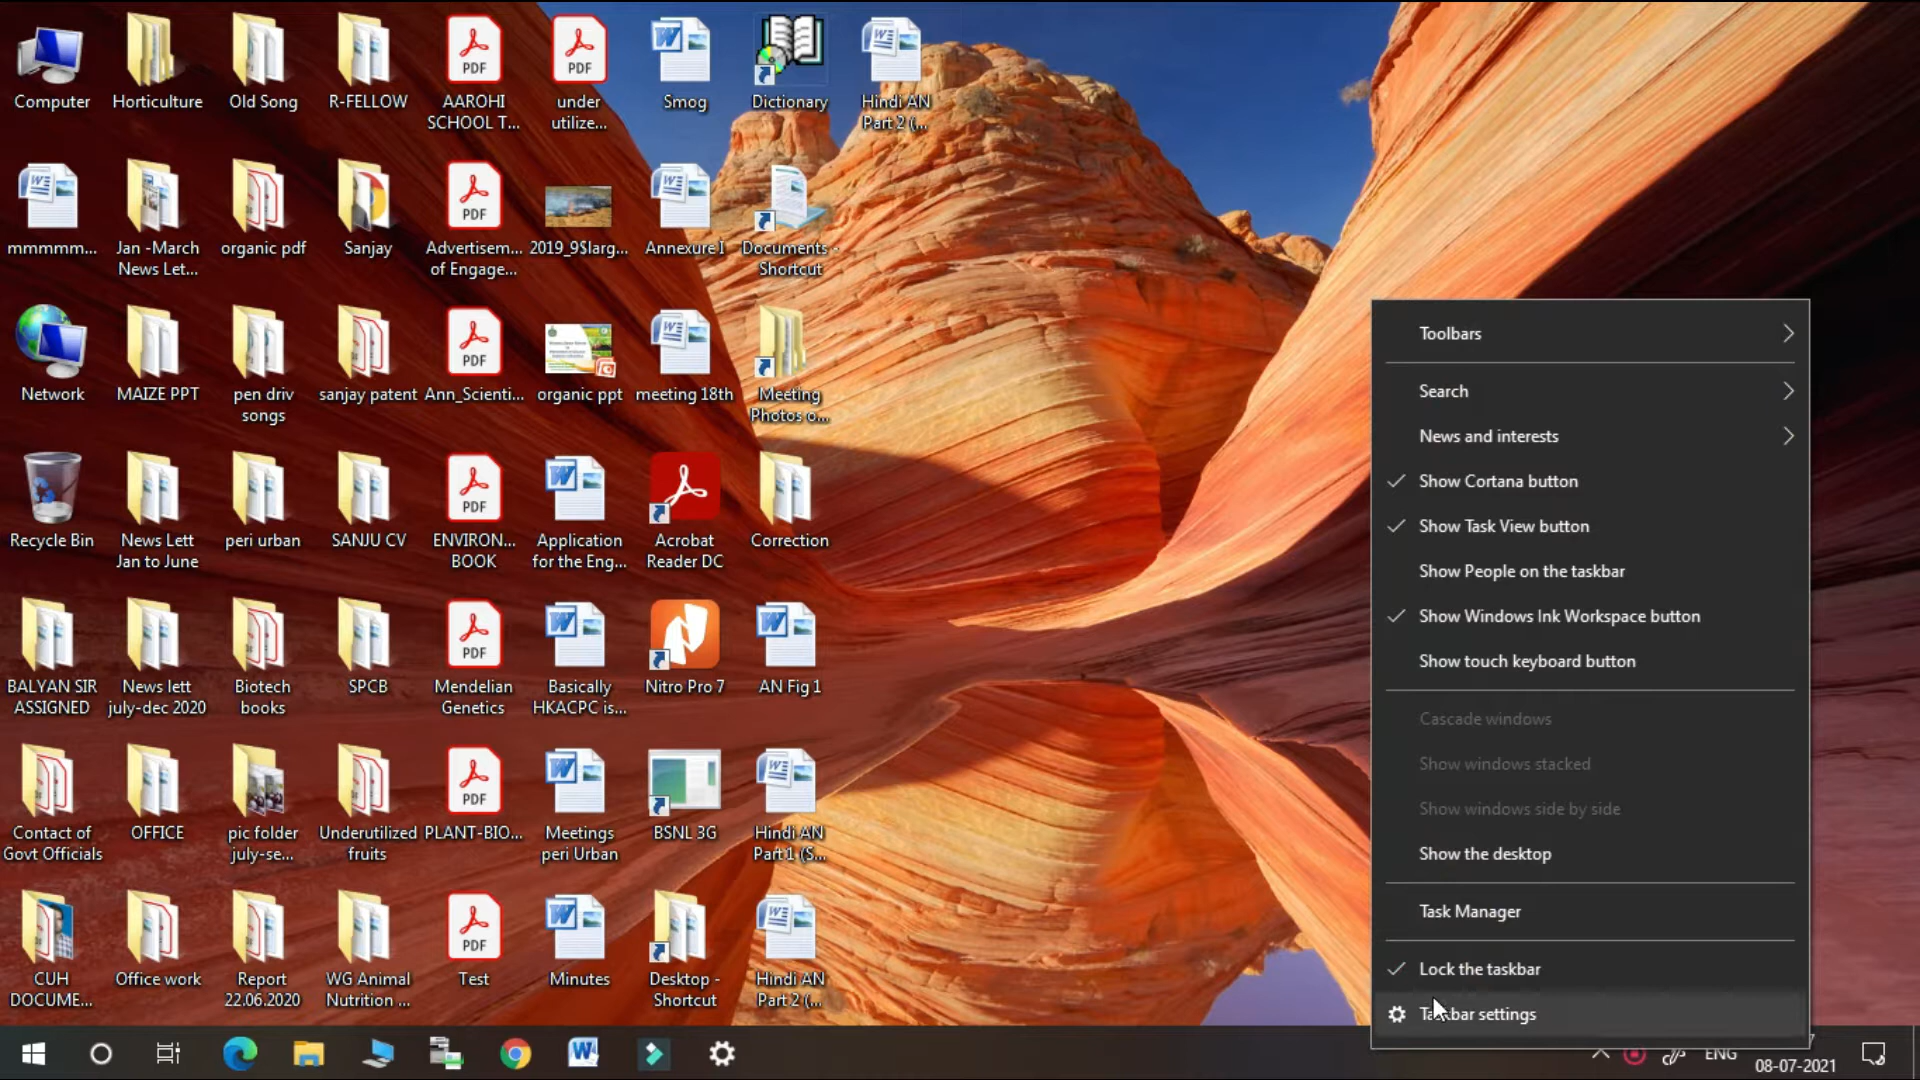 Computer
Horticulture
Old Song
R-FELLOW
AAROHI
SCHOOL T...
under
utilize...
Smog
Dictionary
Hindi AN
Part 2 (...
mmmmm...
Jan -March
News Let...
organic pdf
Sanjay
Advertisem...
of Engage...
2019_9$larg...
Annexure I
Documents -
Shortcut
Network
MAIZE PPT
pen driv
songs
sanjay patent
Ann_Scienti...
organic ppt
meeting 18th
Meeting
Photos o...
Recycle Bin
News Lett
Jan to June
peri urban
SANJU CV
ENVIRON...
BOOK
Application
for the Eng...
Acrobat
Reader DC
Correction
BALYAN SIR
ASSIGNED
News lett
july-dec 2020
Biotech
books
SPCB
Mendelian
Genetics
Basically
HKACPC is...
Nitro Pro 7
AN Fig 1
Contact of
Govt Officials
OFFICE
pic folder
july-se...
Underutilized
fruits
PLANT-BIO...
Meetings
peri Urban
BSNL 3G
Hindi AN
Part 1 (S...
CUH
DOCUME...
Office work
Report
22.06.2020
WG Animal
Nutrition ...
Test
Minutes
Desktop -
Shortcut
Hindi AN
Part 2 (...
PDF
PDF
PDF
PDF
PDF
PDF
PDF
PDF
Toolbars
Search
News and interests
Show Cortana button
Show Task View button
Show People on the taskbar
Show Windows Ink Workspace button
Show touch keyboard button
Cascade windows
Show windows stacked
Show windows side by side
Show the desktop
Task Manager
Lock the taskbar
Taskbar settings
ENG
08-07-2021